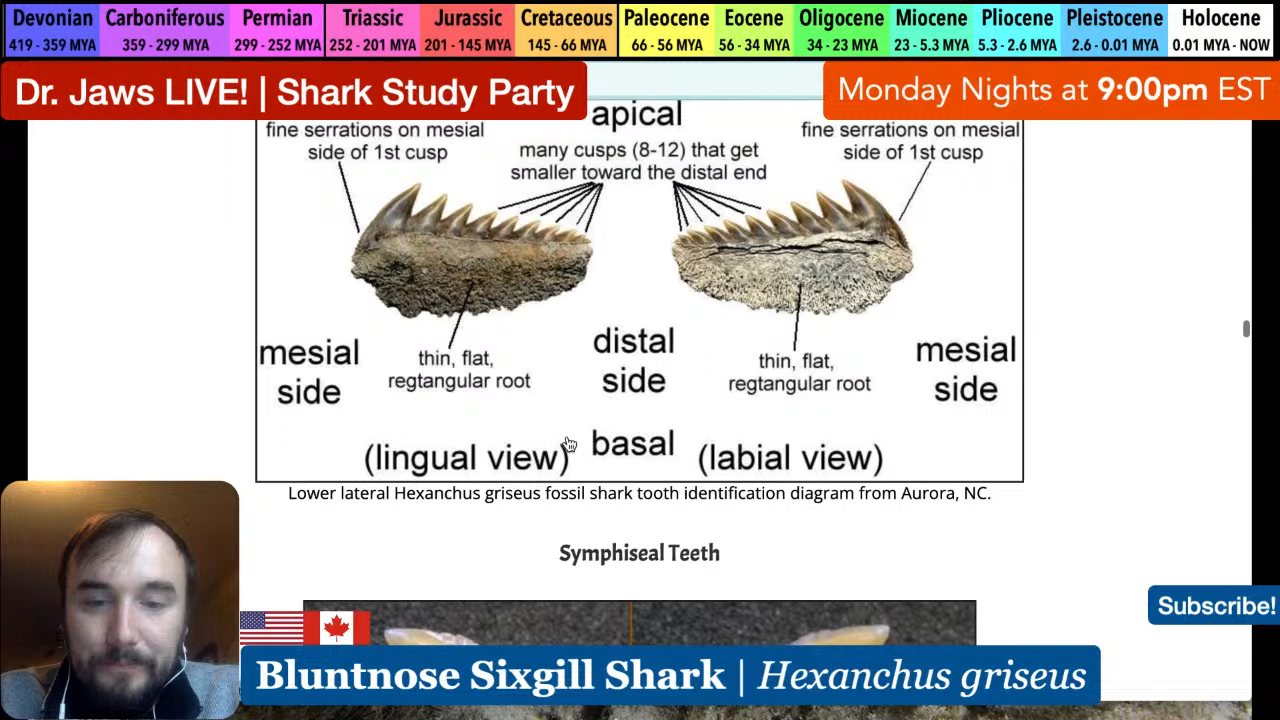 Devonian
419 - 359 MYA
Carboniferous
359 - 299 MYA
Permian
299 - 252 MYA
Triassic
252 - 201 MYA
Jurassic
201 - 145 MYA
Cretaceous
145 - 66 MYA
Paleocene
66 - 56 MYA
Eocene
56 - 34 MYA
Oligocene
34 - 23 MYA
Miocene
23 - 5.3 MYA
Pliocene
5.3 - 2.6 MYA
Pleistocene
2.6 - 0.01 MYA
Holocene
0.01 MYA - NOW
Dr. Jaws LIVE! | Shark Study Party
Monday Nights at 9:00pm EST
apical
fine serrations on mesial
side of 1st cusp
many cusps (8-12) that get
smaller toward the distal end
fine serrations on mesial
side of 1st cusp
mesial
side
thin, flat,
regtangular root
distal
side
thin, flat,
regtangular root
mesial
side
(lingual view)
basal
(labial view)
Lower lateral Hexanchus griseus fossil shark tooth identification diagram from Aurora, NC.
Symphiseal Teeth
Subscribe!
Bluntnose Sixgill Shark | Hexanchus griseus